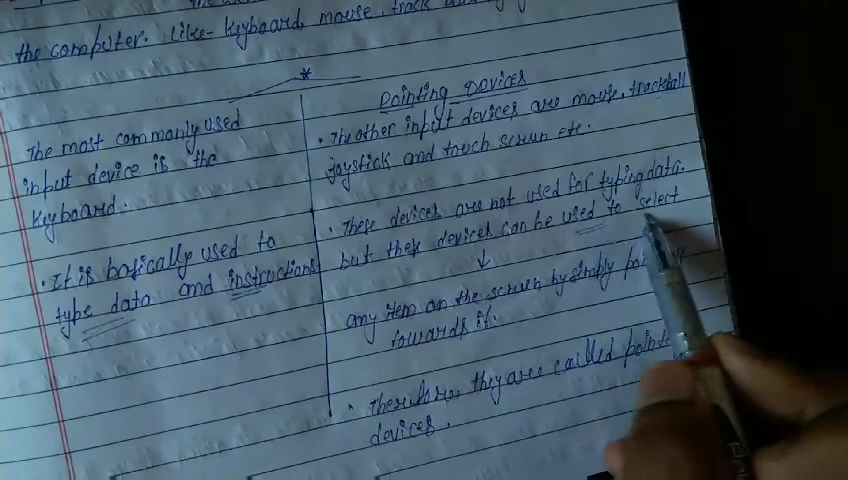 the computer. Like- Keyboard, mouse, track
*
The most commonly used
input device is the
Keyboard.
• It is basically used to
type data and instructions
Pointing Devices
• The other input devices are mouse, trackball
joystick and touch screen etc.
• These devices are not used for typing data.
but they devices can be used to select
↓
any item on the screen by simply
towards it.
• Therefore, they are called
devices.